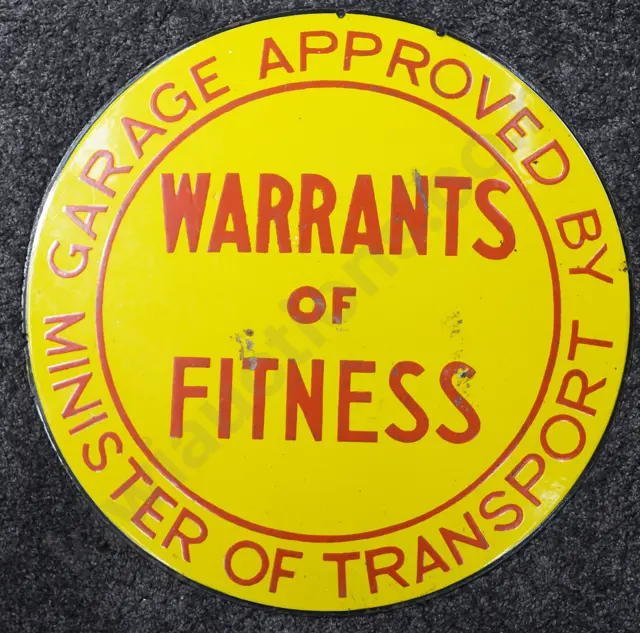 GARAGE APPROVED BY
MINISTER OF TRANSPORT
WARRANTS
OF
FITNESS